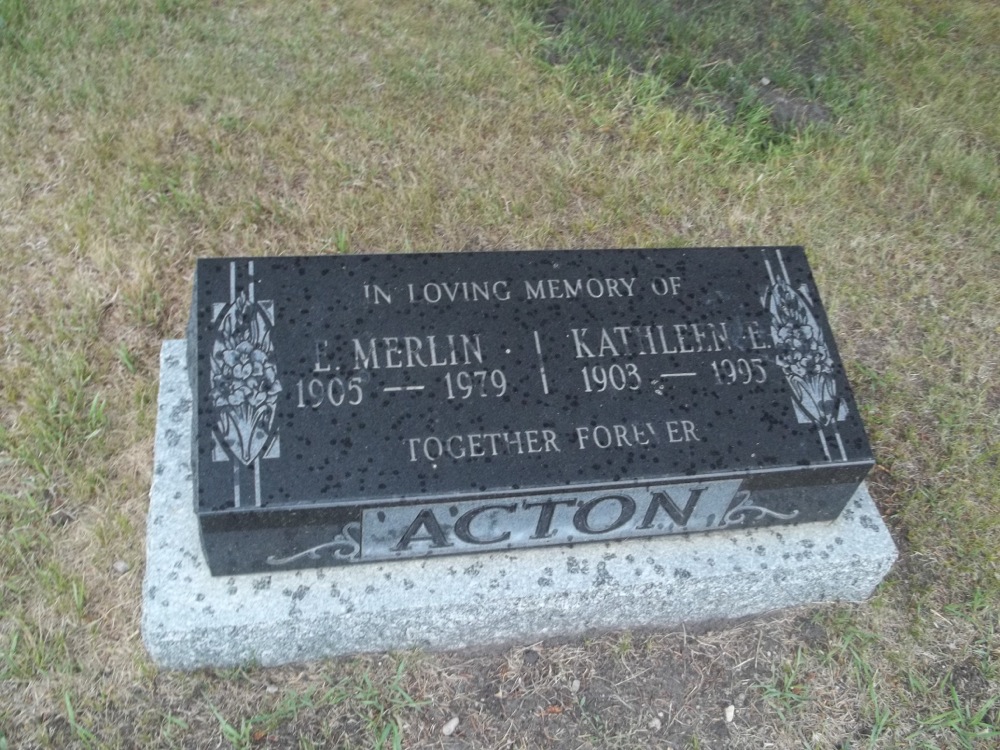 IN LOVING MEMORY OF
E. MERLIN
1905 — 1979
KATHLEEN E.
1903 — 1995
TOGETHER FOREVER
ACTON